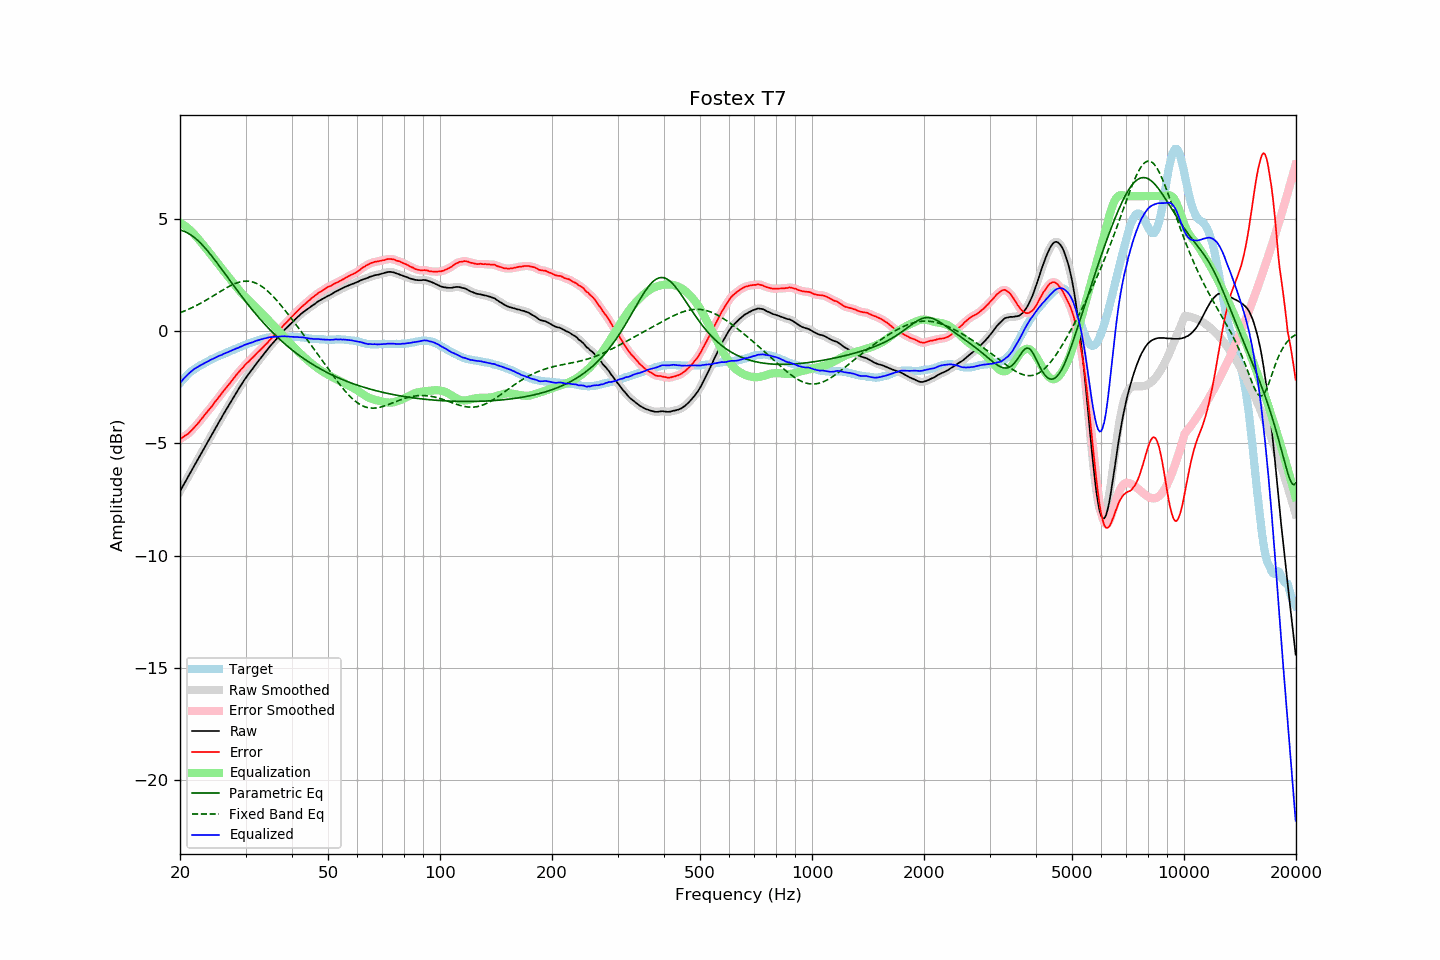 Fostex T7
Amplitude (dBr)
5
0
−5
−10
−15
−20
Target
Raw Smoothed
Error Smoothed
Raw
Error
Equalization
Parametric Eq
Fixed Band Eq
Equalized
20 50 100 200 500 1000 2000 5000 10000 20000
Frequency (Hz)